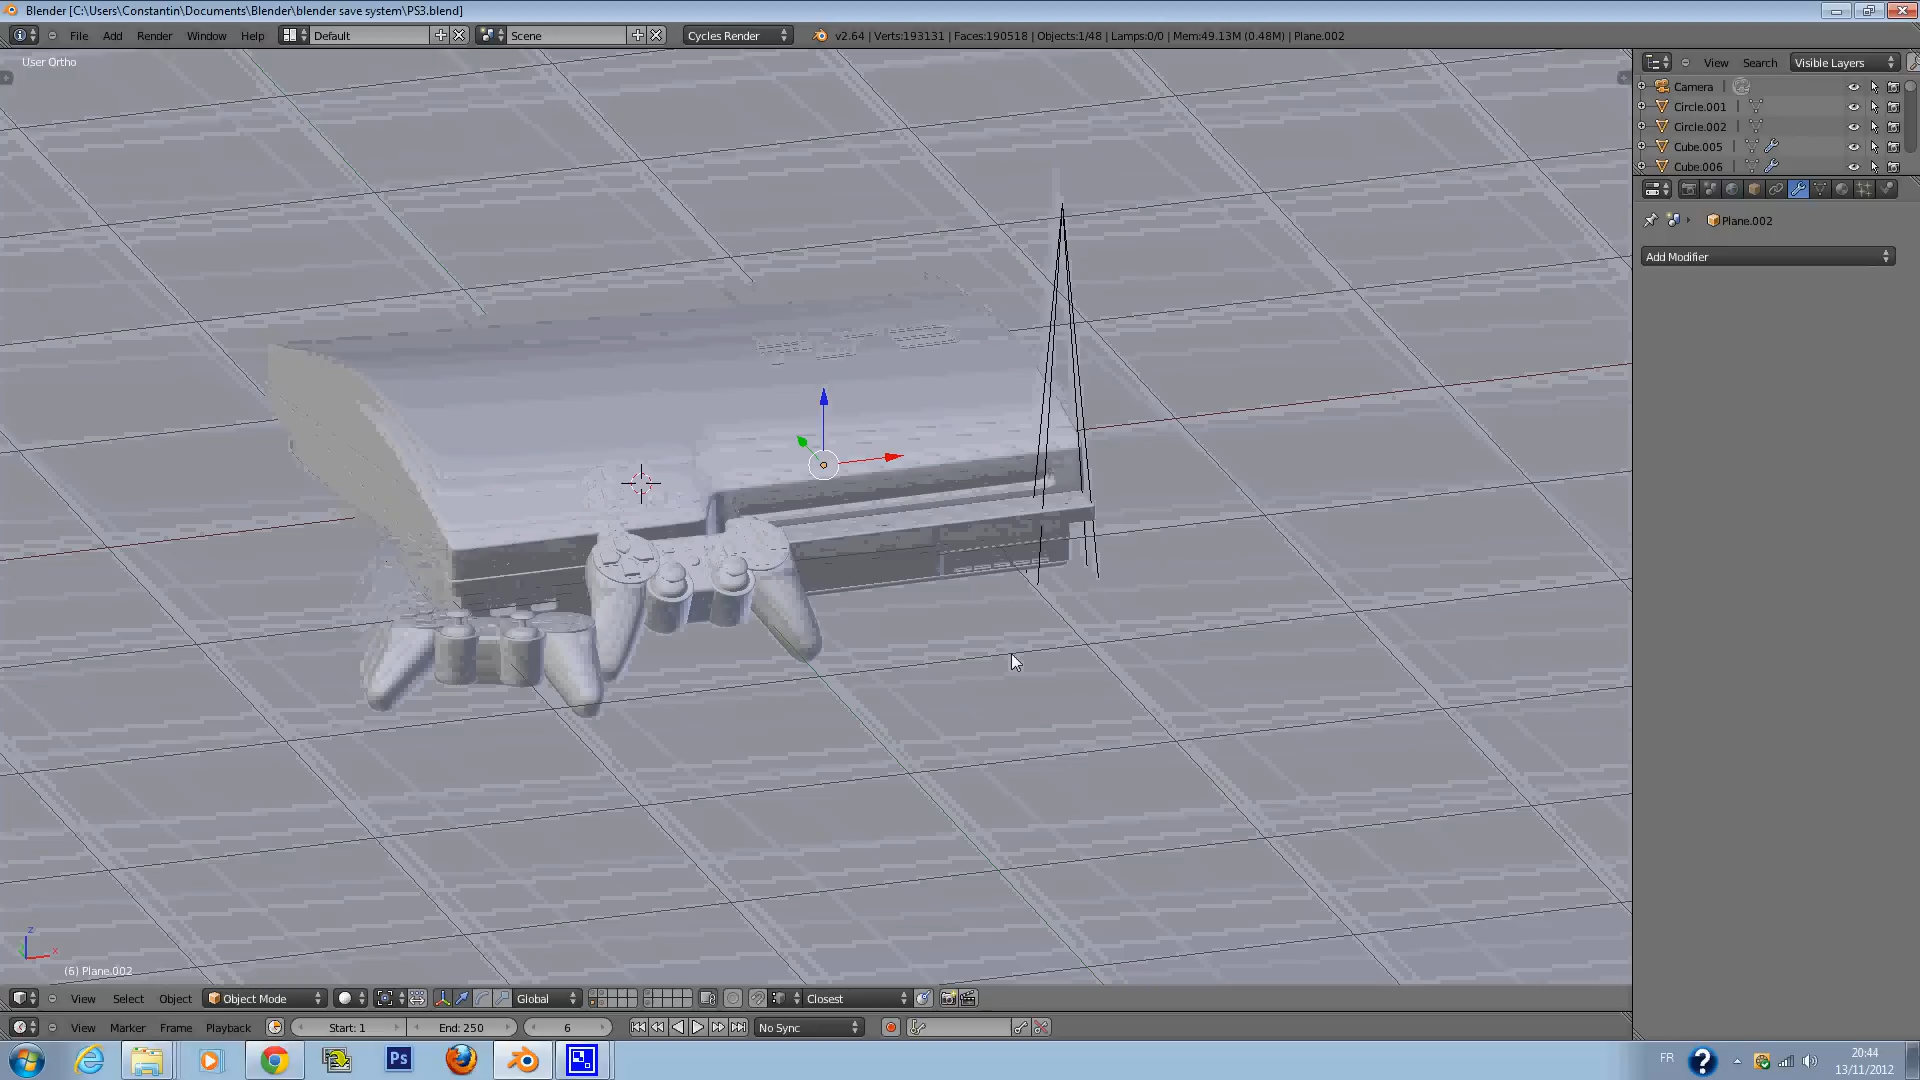 Blender [C:\Users\Constantin\Documents\Blender\blender save system\PS3.blend]
File Add Render Window Help Default Scene Cycles Render v2.64 | Verts:193131 | Faces:190518 | Objects:1/48 | Lamps:0/0 | Mem:49.13M (0.48M) | Plane.002
User Ortho
View Search Visible Layers
Camera
Circle.001
Circle.002
Cube.005
Cube.006
Plane.002
Add Modifier
z
x
(6) Plane.002
View Select Object Object Mode Global Closest
View Marker Frame Playback Start: 1 End: 250 6 No Sync
Ps FR 20:44
13/11/2012